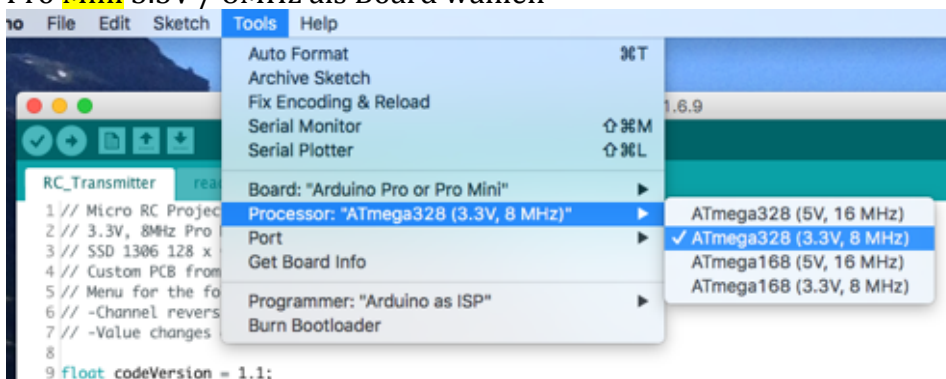 Pro Mini 3.3V / 8MHz als Board wählen
no File Edit Sketch Tools Help
Auto Format ⌘T
Archive Sketch
Fix Encoding & Reload
1.6.9
Serial Monitor ⇧⌘M
Serial Plotter ⇧⌘L
RC_Transmitter rea
Board: "Arduino Pro or Pro Mini"
Processor: "ATmega328 (3.3V, 8 MHz)"
Port
Get Board Info
Programmer: "Arduino as ISP"
Burn Bootloader
ATmega328 (5V, 16 MHz)
✓ ATmega328 (3.3V, 8 MHz)
ATmega168 (5V, 16 MHz)
ATmega168 (3.3V, 8 MHz)
1 // Micro RC Projec
2 // 3.3V, 8MHz Pro
3 // SSD 1306 128 x
4 // Custom PCB from
5 // Menu for the fo
6 // -Channel revers
7 // -Value changes
8
9 float codeVersion = 1.1;